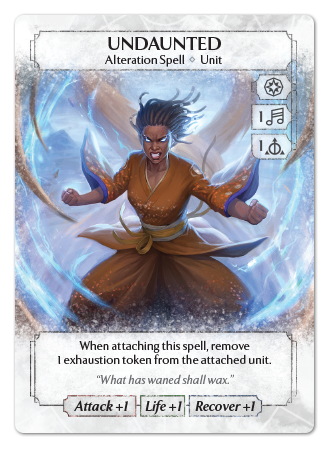 UNDAUNTED
Alteration Spell ⋄ Unit
1
1
When attaching this spell, remove
1 exhaustion token from the attached unit.
“What has waned shall wax.”
Attack +1 Life +1 Recover +1